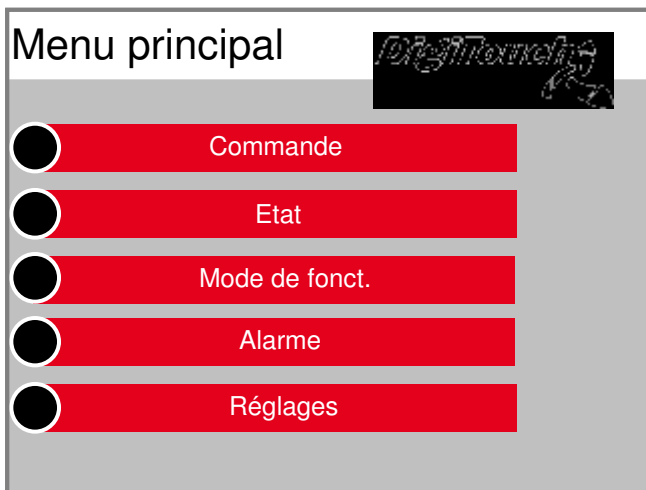 Menu principal
DigiTouch
Commande
Etat
Mode de fonct.
Alarme
Réglages